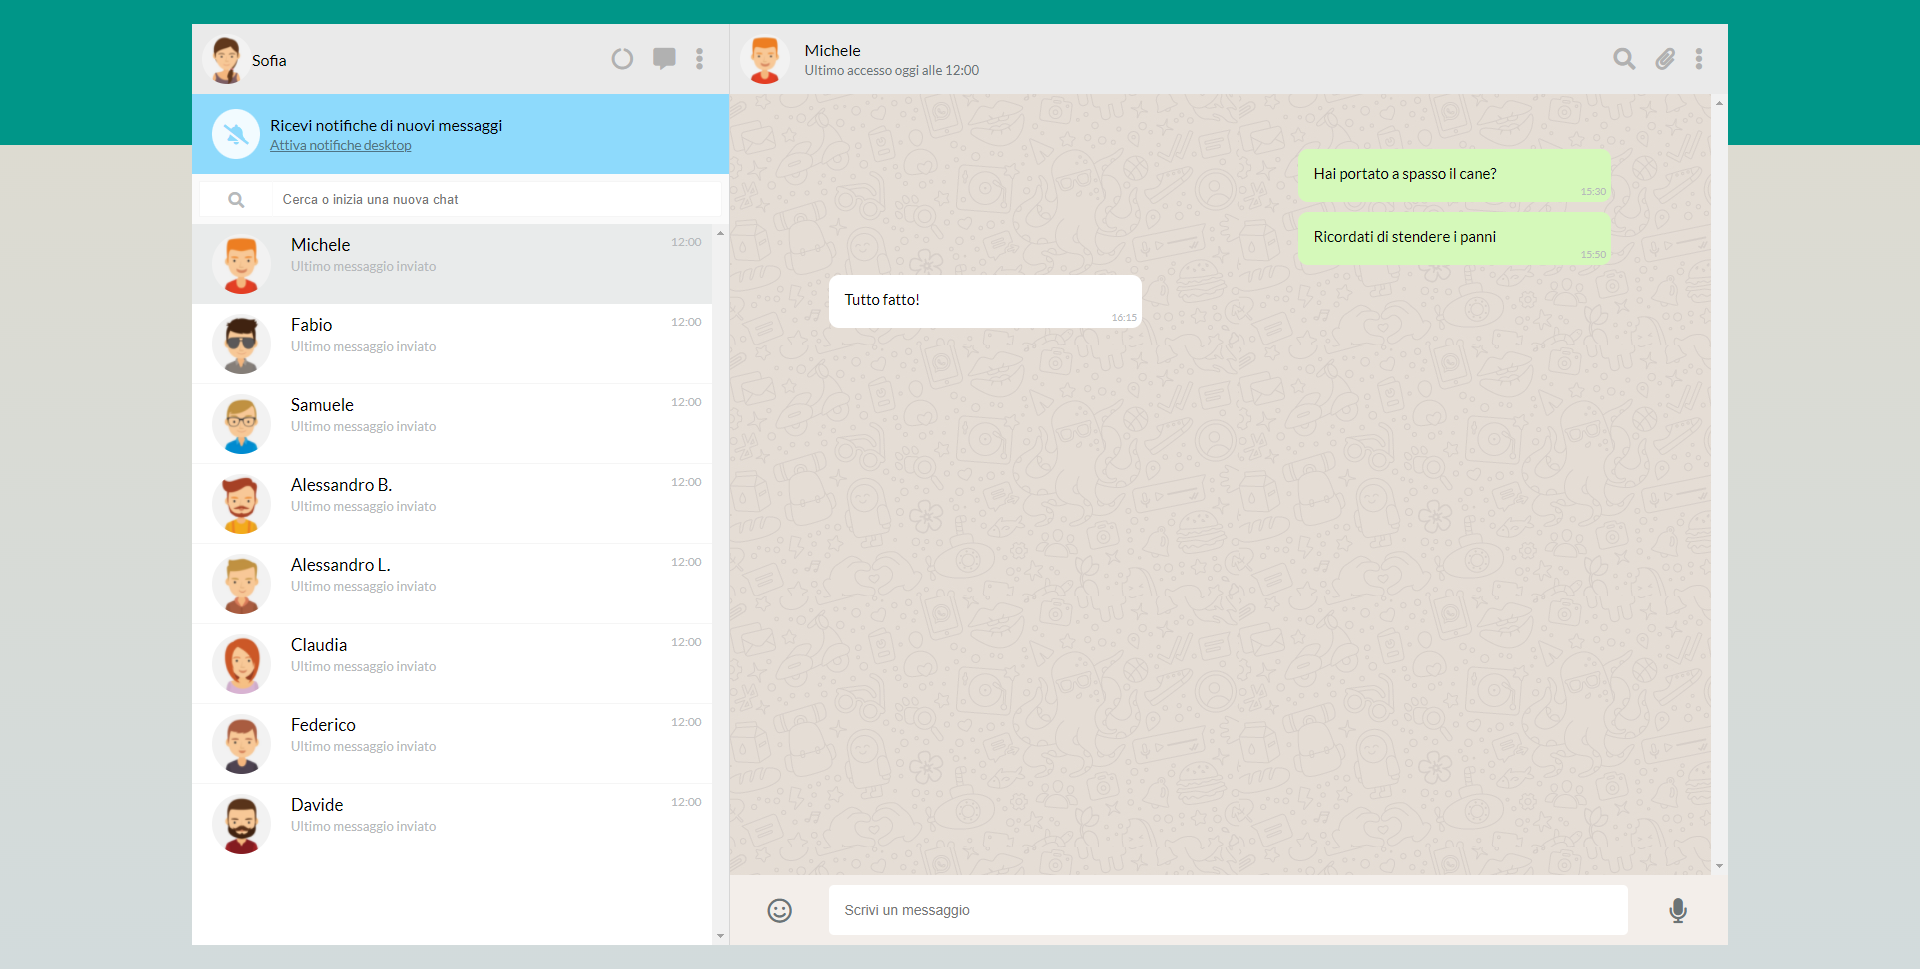 Sofia
Ricevi notifiche di nuovi messaggi
Attiva notifiche desktop
Cerca o inizia una nuova chat
Michele
12:00
Ultimo messaggio inviato
Fabio
12:00
Ultimo messaggio inviato
Samuele
12:00
Ultimo messaggio inviato
Alessandro B.
12:00
Ultimo messaggio inviato
Alessandro L.
12:00
Ultimo messaggio inviato
Claudia
12:00
Ultimo messaggio inviato
Federico
12:00
Ultimo messaggio inviato
Davide
12:00
Ultimo messaggio inviato
Michele
Ultimo accesso oggi alle 12:00
Hai portato a spasso il cane?
15:30
Ricordati di stendere i panni
15:50
Tutto fatto!
16:15
Scrivi un messaggio